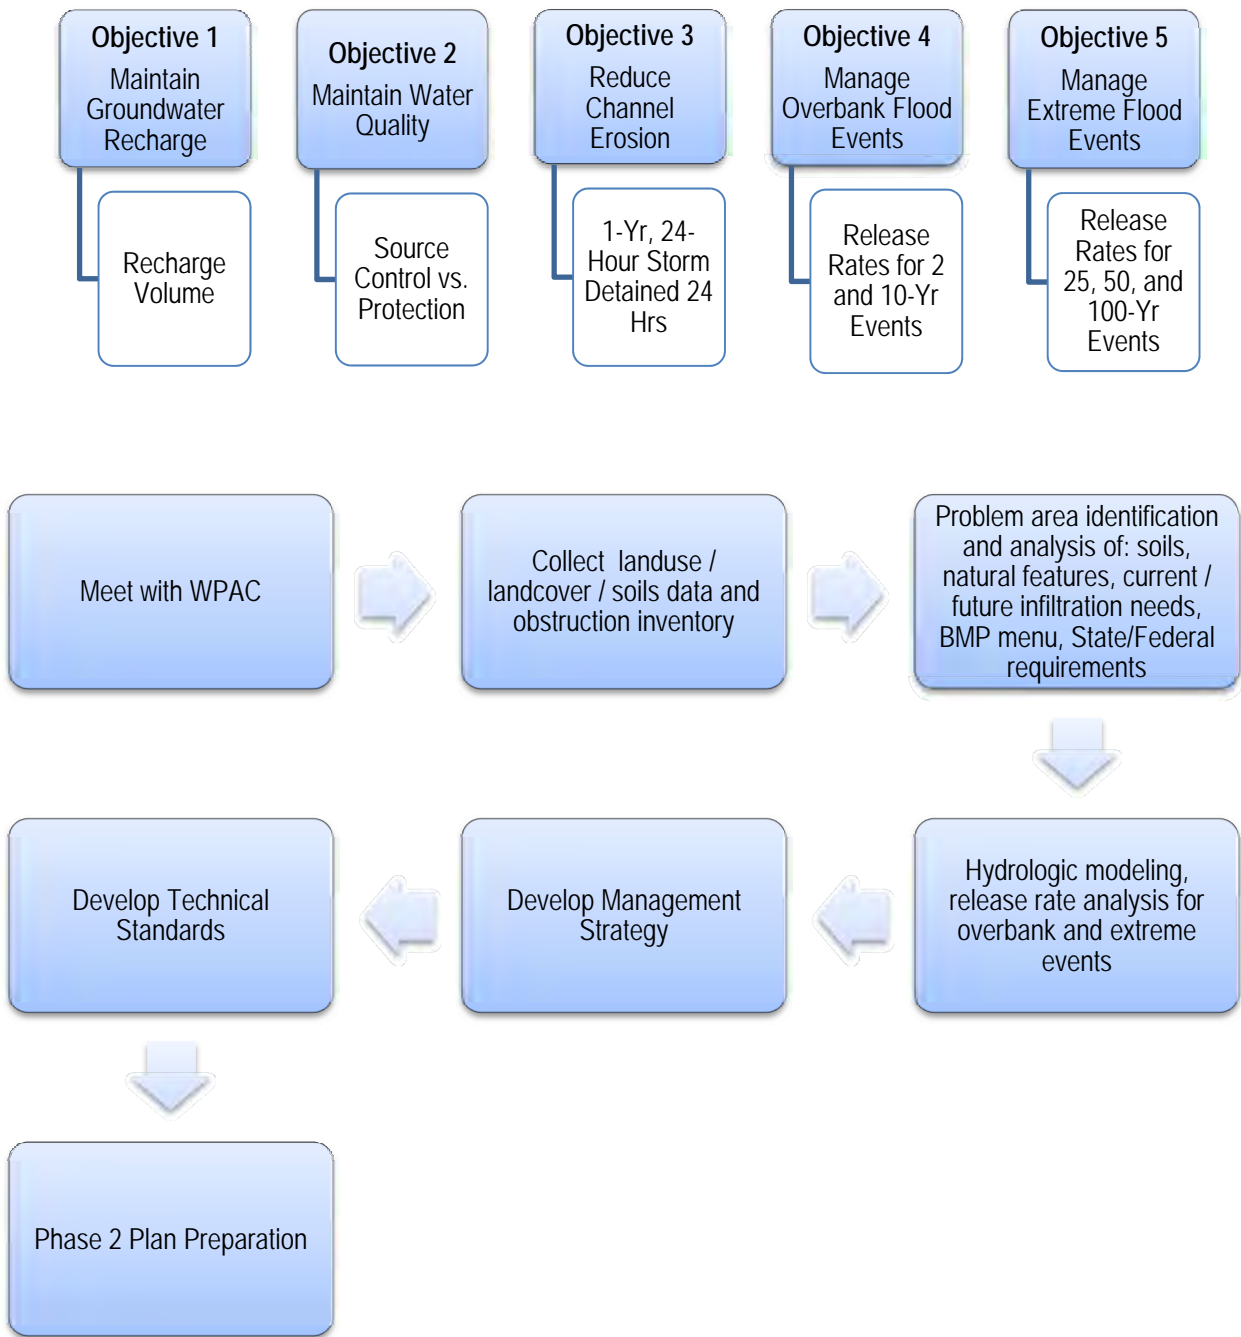 Objective 1
Maintain
Groundwater
Recharge
Objective 2
Maintain Water
Quality
Objective 3
Reduce
Channel
Erosion
Objective 4
Manage
Overbank Flood
Events
Objective 5
Manage
Extreme Flood
Events
Recharge
Volume
Source
Control vs.
Protection
1-Yr, 24-
Hour Storm
Detained 24
Hrs
Release
Rates for 2
and 10-Yr
Events
Release
Rates for
25, 50, and
100-Yr
Events
Meet with WPAC
Collect landuse /
landcover / soils data and
obstruction inventory
Problem area identification
and analysis of: soils,
natural features, current /
future infiltration needs,
BMP menu, State/Federal
requirements
Hydrologic modeling,
release rate analysis for
overbank and extreme
events
Develop Management
Strategy
Develop Technical
Standards
Phase 2 Plan Preparation